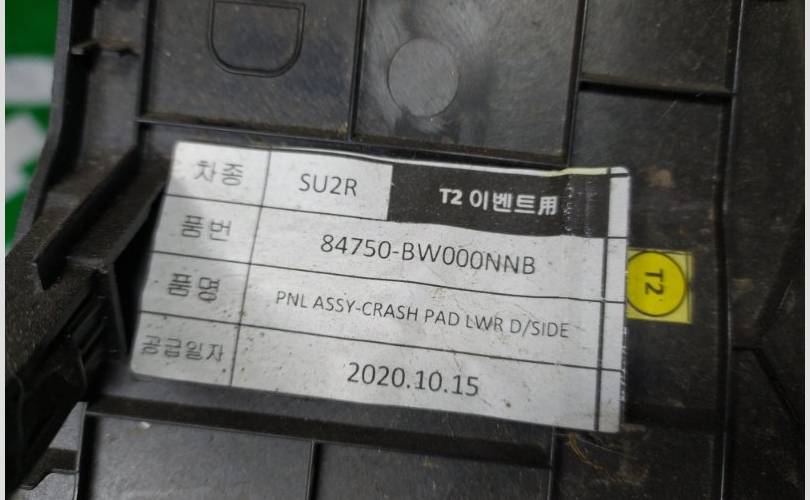 차종 SU2R T2 이벤트用
품번 84750-BW000NNB
품명 PNL ASSY-CRASH PAD LWR D/SIDE
공급일자 2020.10.15
T2